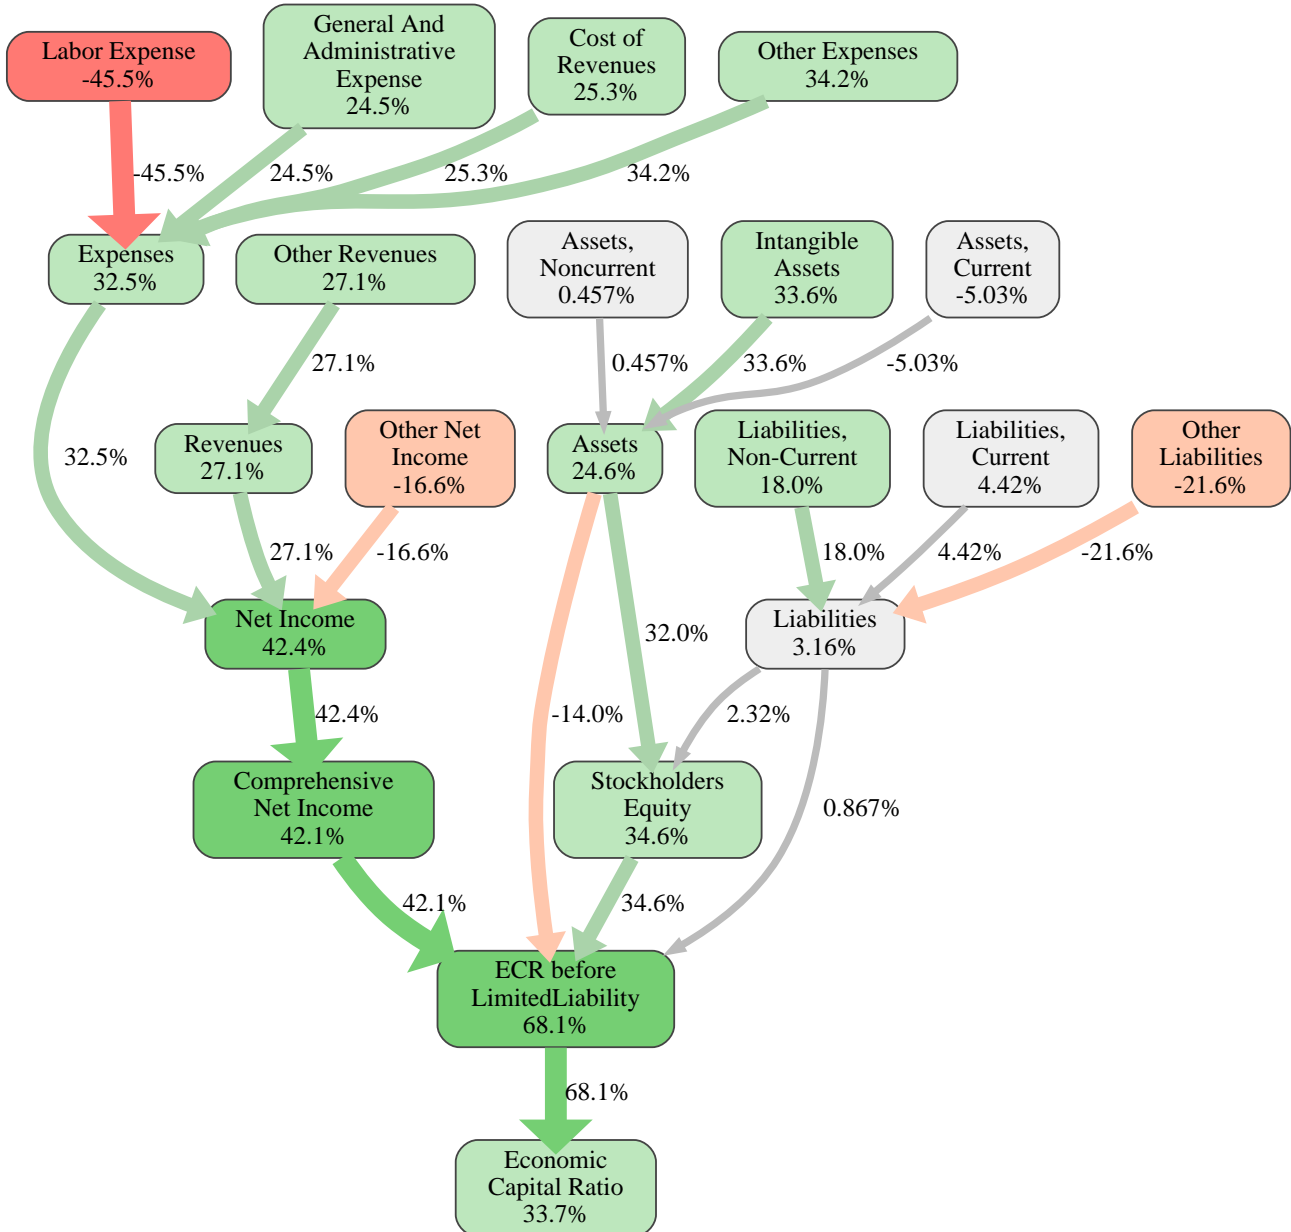 Labor Expense
-45.5%
General And
Administrative
Expense
24.5%
Cost of
Revenues
25.3%
Other Expenses
34.2%
-45.5%
24.5%
25.3%
34.2%
Expenses
32.5%
Other Revenues
27.1%
Assets,
Noncurrent
0.457%
Intangible
Assets
33.6%
Assets,
Current
-5.03%
27.1%
0.457%
33.6%
-5.03%
32.5%
Revenues
27.1%
Other Net
Income
-16.6%
Assets
24.6%
Liabilities,
Non-Current
18.0%
Liabilities,
Current
4.42%
Other
Liabilities
-21.6%
27.1%
-16.6%
18.0%
4.42%
-21.6%
Net Income
42.4%
32.0%
Liabilities
3.16%
42.4%
-14.0%
2.32%
Comprehensive
Net Income
42.1%
Stockholders
Equity
34.6%
0.867%
42.1%
34.6%
ECR before
LimitedLiability
68.1%
68.1%
Economic
Capital Ratio
33.7%